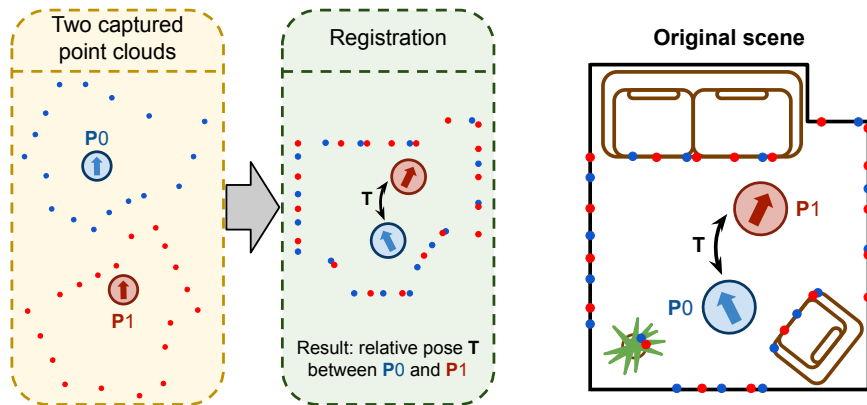 Two captured
point clouds
P0
P1
Registration
T
Result: relative pose T
between P0 and P1
Original scene
P1
T
P0